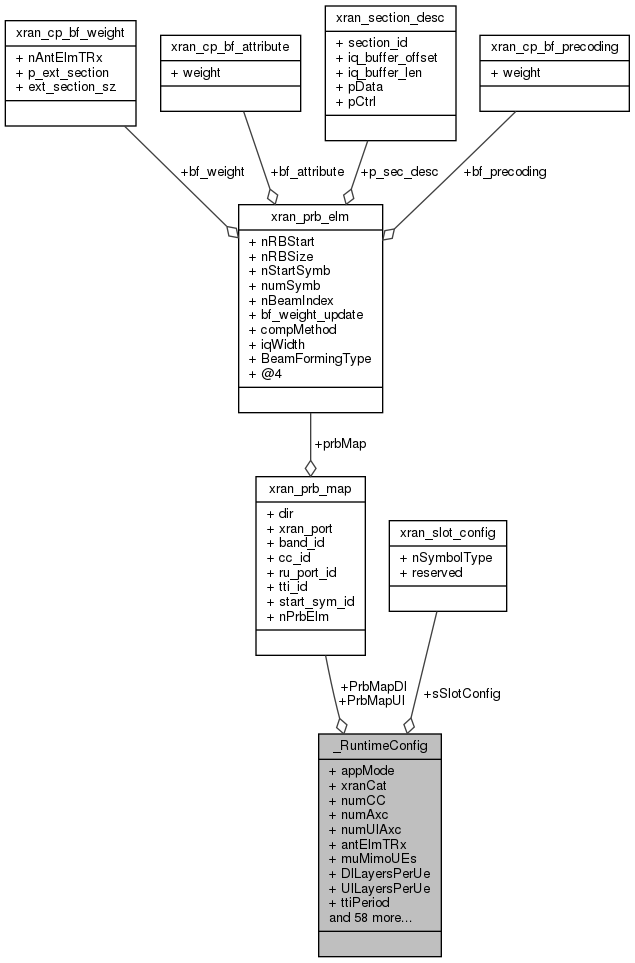 xran_cp_bf_weight
+ nAntElmTRx
+ p_ext_section
+ ext_section_sz
xran_cp_bf_attribute
+ weight
xran_section_desc
+ section_id
+ iq_buffer_offset
+ iq_buffer_len
+ pData
+ pCtrl
xran_cp_bf_precoding
+ weight
+bf_weight
+bf_attribute
+p_sec_desc
+bf_precoding
xran_prb_elm
+ nRBStart
+ nRBSize
+ nStartSymb
+ numSymb
+ nBeamIndex
+ bf_weight_update
+ compMethod
+ iqWidth
+ BeamFormingType
+ @4
+prbMap
xran_prb_map
+ dir
+ xran_port
+ band_id
+ cc_id
+ ru_port_id
+ tti_id
+ start_sym_id
+ nPrbElm
xran_slot_config
+ nSymbolType
+ reserved
+PrbMapDl
+PrbMapUl
+sSlotConfig
_RuntimeConfig
+ appMode
+ xranCat
+ numCC
+ numAxc
+ numUlAxc
+ antElmTRx
+ muMimoUEs
+ DlLayersPerUe
+ UlLayersPerUe
+ ttiPeriod
and 58 more...